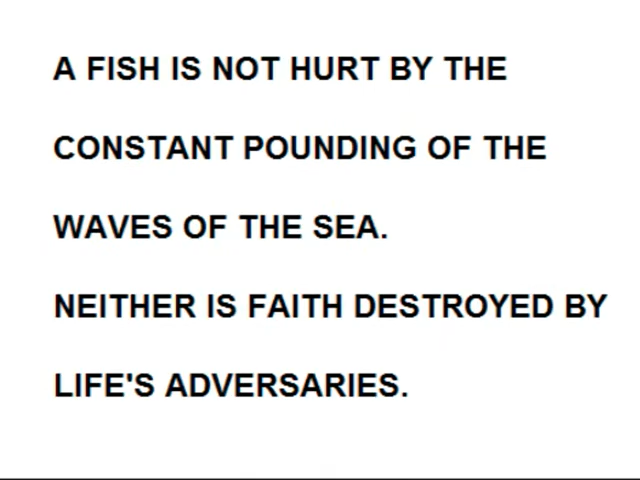 A FISH IS NOT HURT BY THE
CONSTANT POUNDING OF THE
WAVES OF THE SEA.
NEITHER IS FAITH DESTROYED BY
LIFE'S ADVERSARIES.